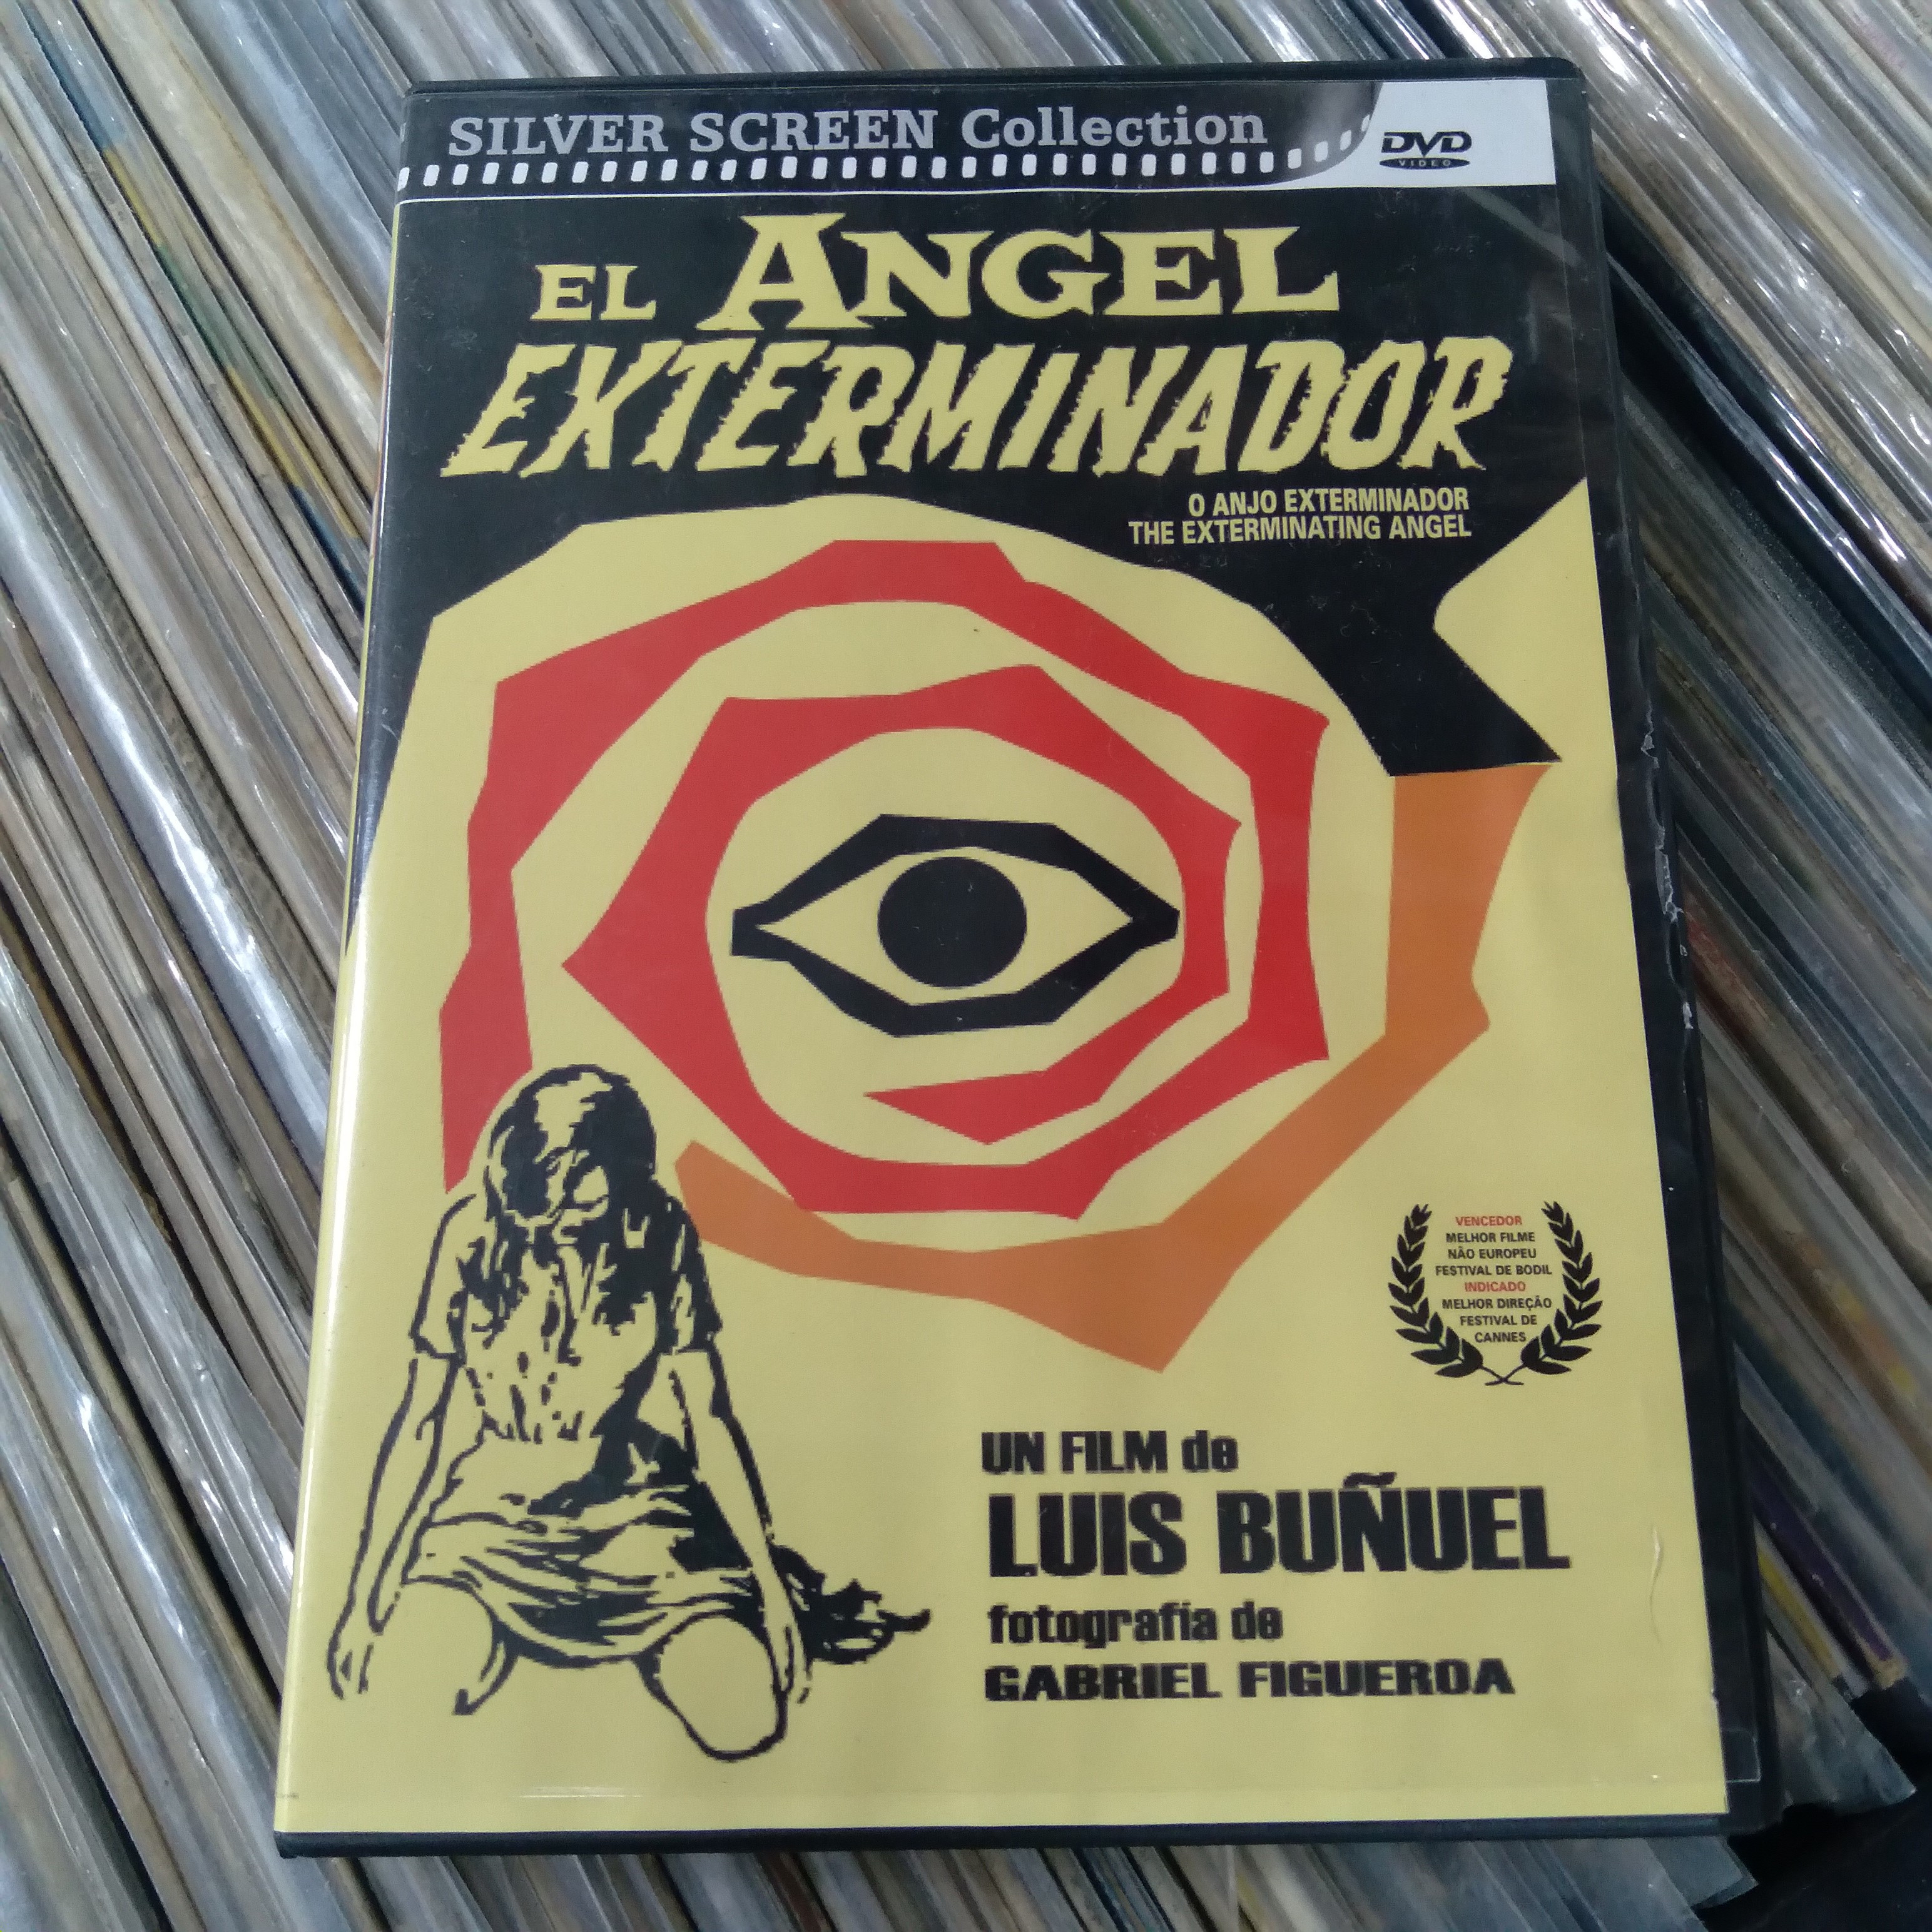 SILVER SCREEN Collection
DVD
VIDEO
EL ANGEL
EXTERMINADOR
O ANJO EXTERMINADOR
THE EXTERMINATING ANGEL
VENCEDOR
MELHOR FILME
NÃO EUROPEU
FESTIVAL DE BODIL
INDICADO
MELHOR DIREÇÃO
FESTIVAL DE
CANNES
UN FILM de
LUIS BUÑUEL
fotografia de
GABRIEL FIGUEROA